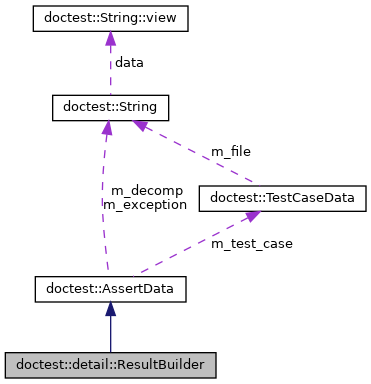 doctest::String::view
data
doctest::String
m_file
m_decomp
m_exception
doctest::TestCaseData
m_test_case
doctest::AssertData
doctest::detail::ResultBuilder